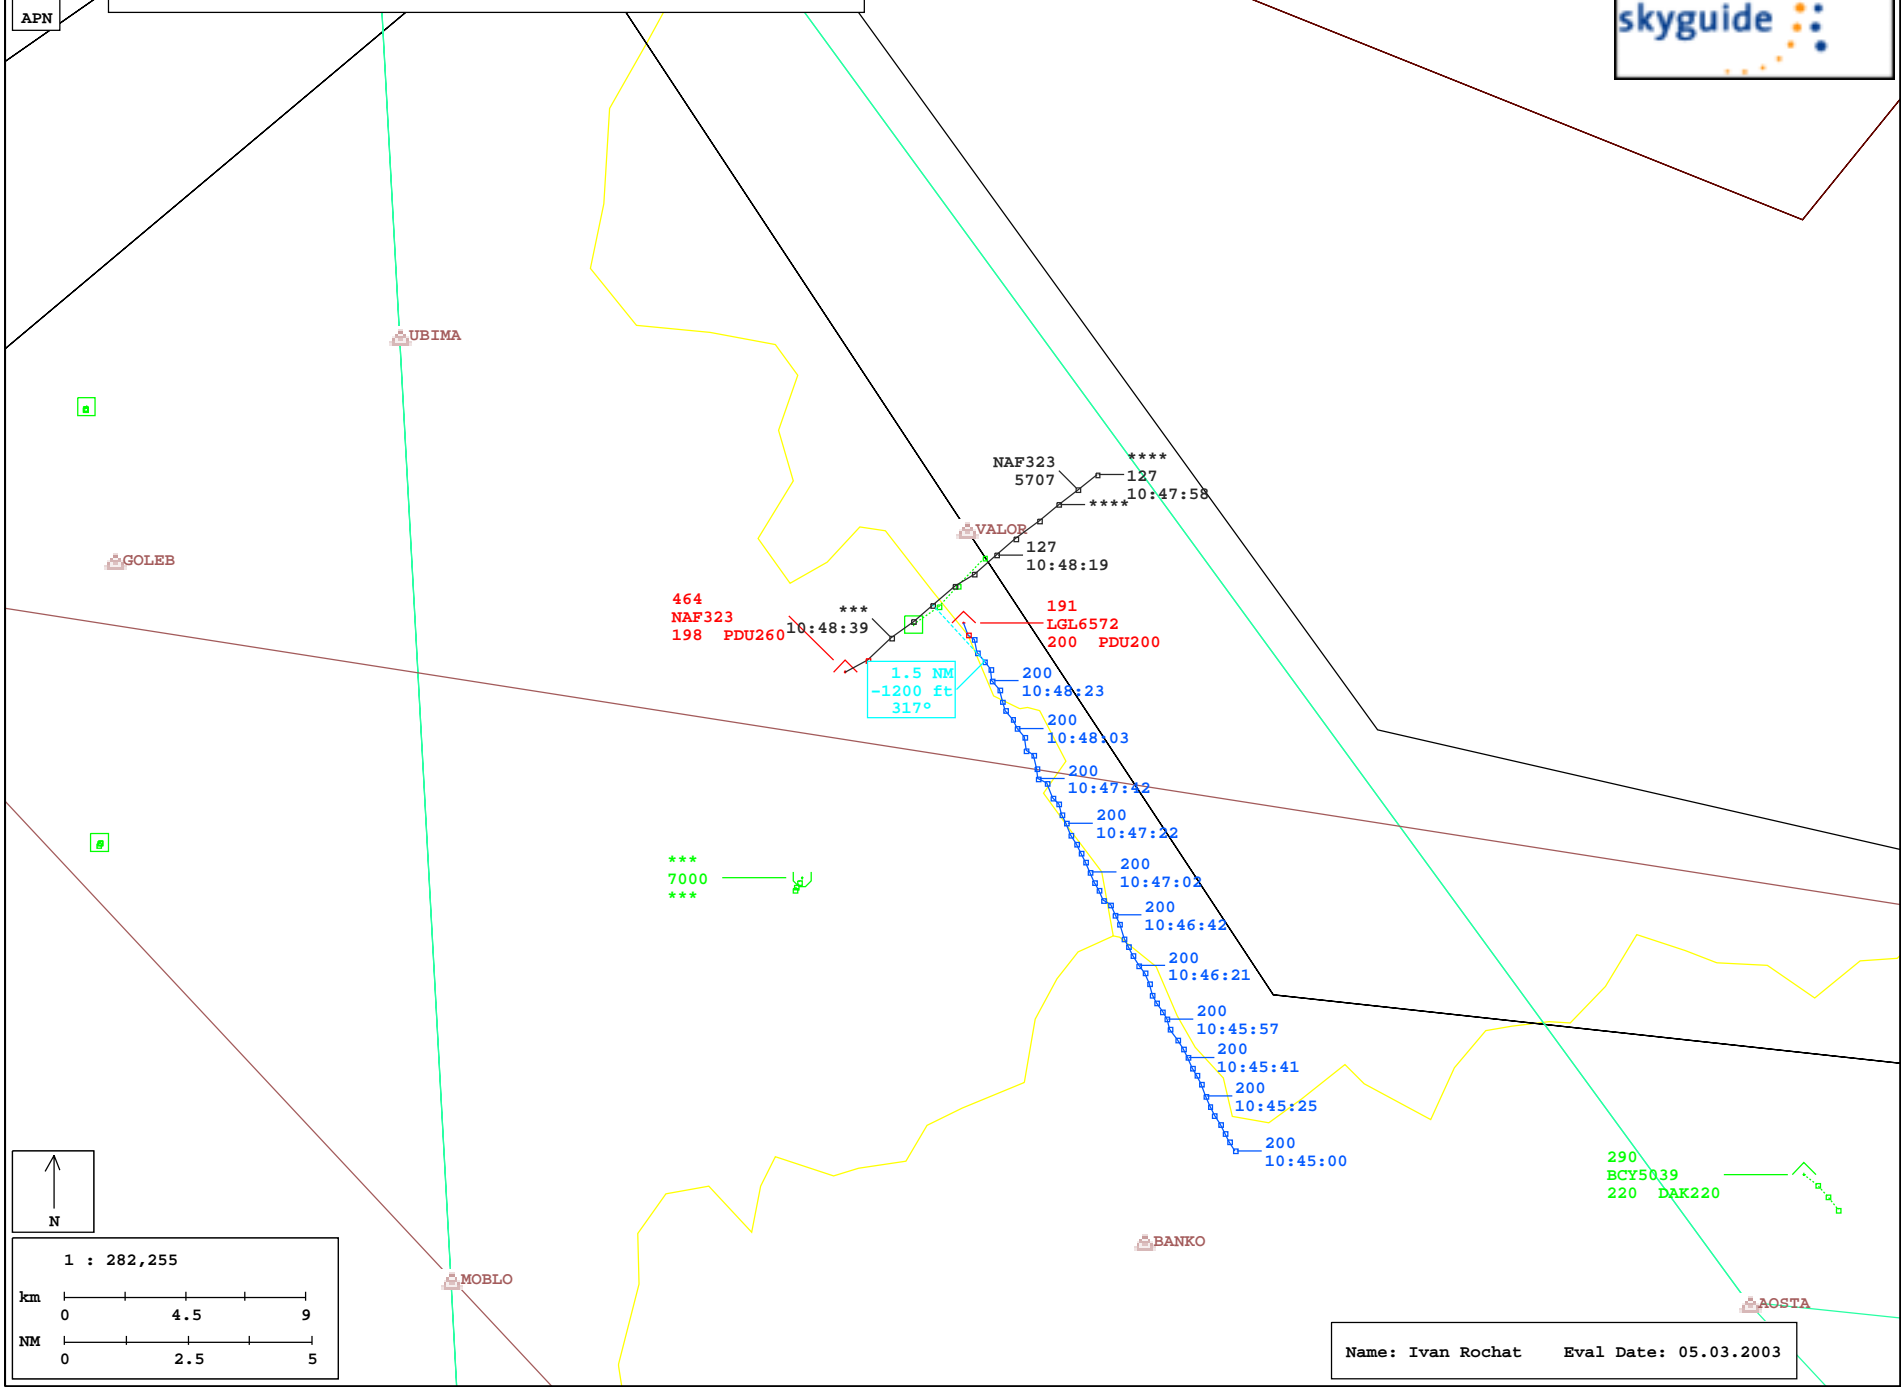 APN
skyguide
UBIMA
GOLEB
VALOR
NAF323
5707
****
127
10:47:58
****
127
10:48:19
***
10:48:39
464
NAF323
198 PDU260
191
LGL6572
200 PDU200
1.5 NM
-1200 ft
317°
200
10:48:23
200
10:48:03
200
10:47:42
200
10:47:22
200
10:47:02
200
10:46:42
200
10:46:21
200
10:45:57
200
10:45:41
200
10:45:25
200
10:45:00
***
7000
***
290
BCY5039
220 DAK220
BANKO
MOBLO
AOSTA
N
1 : 282,255
km
0 4.5 9
NM
0 2.5 5
Name: Ivan Rochat Eval Date: 05.03.2003